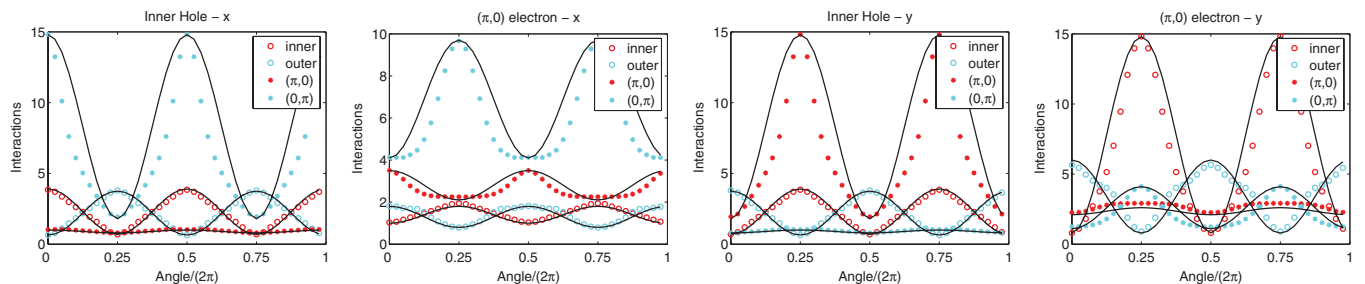 Inner Hole – x
15
10
5
0
Interactions
0
0.25
0.5
0.75
1
Angle/(2π)
inner
outer
(π,0)
(0,π)
(π,0) electron – x
10
8
6
4
2
0
Interactions
0
0.25
0.5
0.75
1
Angle/(2π)
inner
outer
(π,0)
(0,π)
Inner Hole – y
15
10
5
0
Interactions
0
0.25
0.5
0.75
1
Angle/(2π)
inner
outer
(π,0)
(0,π)
(π,0) electron – y
15
10
5
0
Interactions
0
0.25
0.5
0.75
1
Angle/(2π)
inner
outer
(π,0)
(0,π)